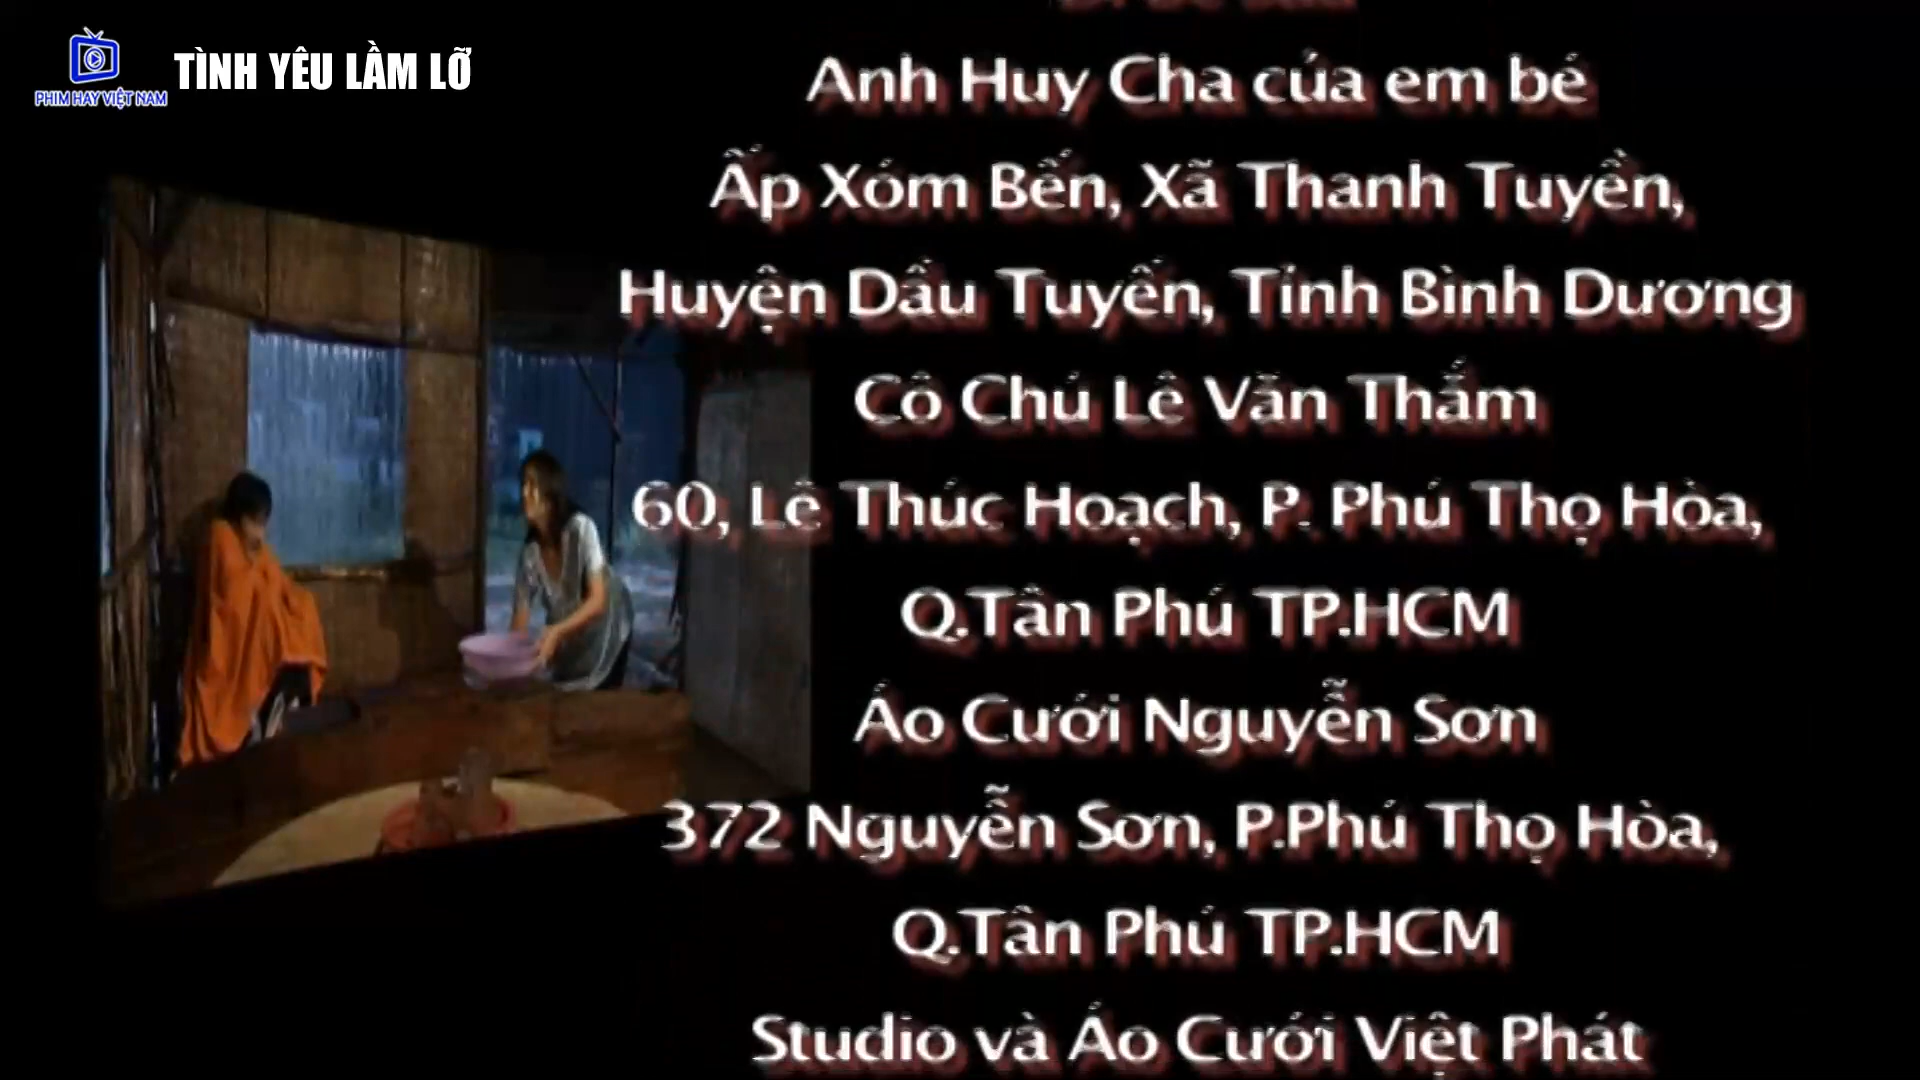 PHIM HAY VIỆT NAM
TÌNH YÊU LẦM LỠ
Anh Huy Cha của em bé
Ấp Xóm Bến, Xã Thanh Tuyền,
Huyện Dầu Tuyến, Tỉnh Bình Dương
Cô Chú Lê Văn Thắm
60, Lê Thúc Hoạch, P. Phú Thọ Hòa,
Q.Tân Phú TP.HCM
Áo Cưới Nguyễn Sơn
372 Nguyễn Sơn, P.Phú Thọ Hòa,
Q.Tân Phú TP.HCM
Studio và Áo Cưới Việt Phát